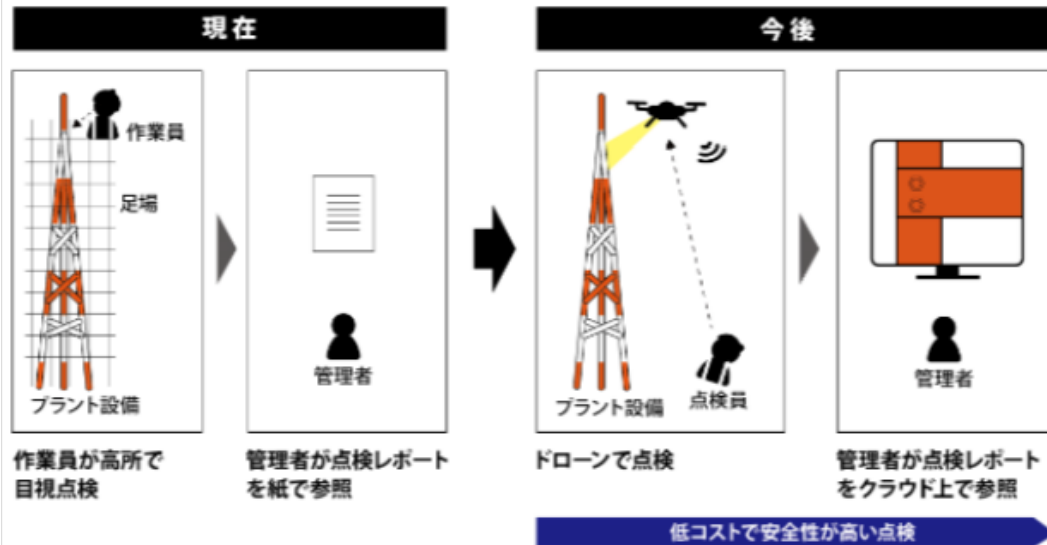 現在
作業員
足場
プラント設備
作業員が高所で
目視点検
管理者
管理者が点検レポート
を紙で参照
今後
プラント設備
点検員
ドローンで点検
管理者
管理者が点検レポート
をクラウド上で参照
低コストで安全性が高い点検